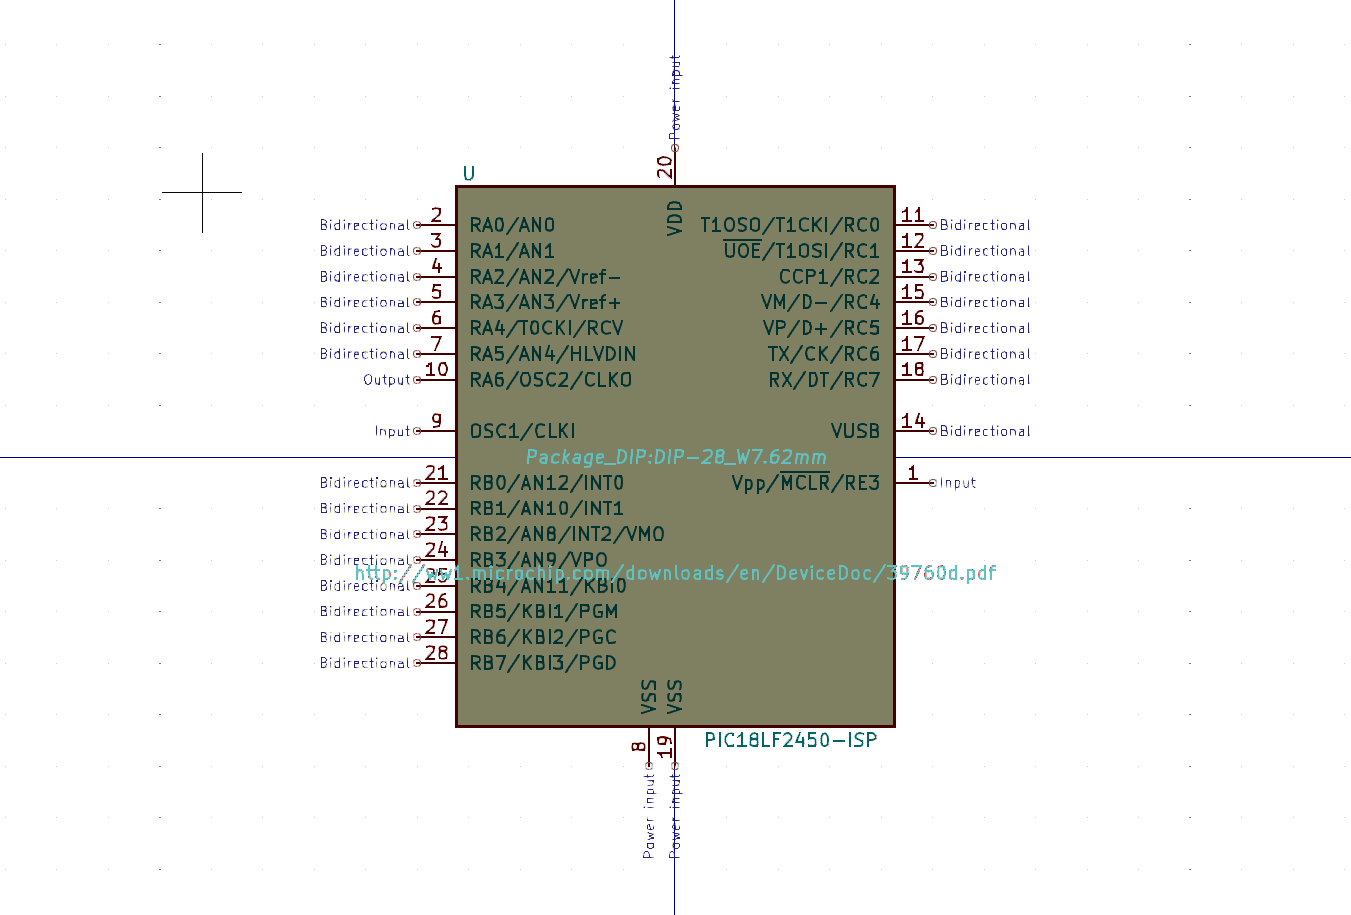 Power input
20
U
VDD
Bidirectional 2 RA0/AN0 T1OSO/T1CKI/RC0 11 Bidirectional
Bidirectional 3 RA1/AN1 UOE/T1OSI/RC1 12 Bidirectional
Bidirectional 4 RA2/AN2/Vref- CCP1/RC2 13 Bidirectional
Bidirectional 5 RA3/AN3/Vref+ VM/D-/RC4 15 Bidirectional
Bidirectional 6 RA4/T0CKI/RCV VP/D+/RC5 16 Bidirectional
Bidirectional 7 RA5/AN4/HLVDIN TX/CK/RC6 17 Bidirectional
Output 10 RA6/OSC2/CLKO RX/DT/RC7 18 Bidirectional
Input 9 OSC1/CLKI VUSB 14 Bidirectional
Package_DIP:DIP-28_W7.62mm
Bidirectional 21 RB0/AN12/INT0 Vpp/MCLR/RE3 1 Input
Bidirectional 22 RB1/AN10/INT1
Bidirectional 23 RB2/AN8/INT2/VMO
Bidirectional 24 RB3/AN9/VPO
http://ww1.microchip.com/downloads/en/DeviceDoc/39760d.pdf
Bidirectional 25 RB4/AN11/KBI0
Bidirectional 26 RB5/KBI1/PGM
Bidirectional 27 RB6/KBI2/PGC
Bidirectional 28 RB7/KBI3/PGD
VSS VSS
8 19
PIC18LF2450-ISP
Power input Power input